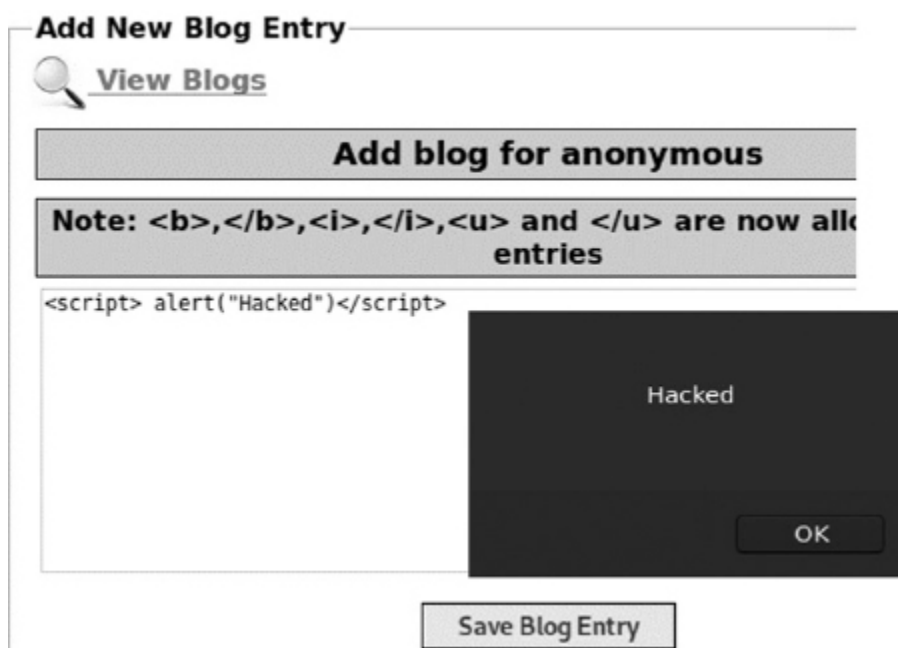 Add New Blog Entry
View Blogs
Add blog for anonymous
Note: <b>,</b>,<i>,</i>,<u> and </u> are now
entries
<script> alert("Hacked")</script>
Hacked
OK
Save Blog Entry